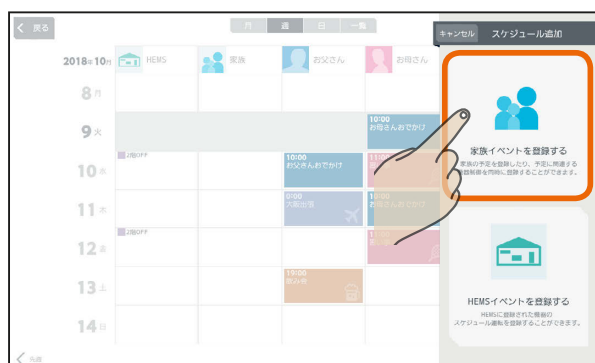 戻る
月 週 日 一覧
キャンセル スケジュール追加
2018年10月 HEMS 家族 お父さん お母さん
8月
9火
10:00
お母さんおでかけ
家族イベントを登録する
家族の予定を登録したり、予定に関連する
機器制御を同時に登録することができます。
10水
2階OFF
10:00
お父さんおでかけ
11木
0:00
大阪出張
10:00
12金
2階OFF
13土
19:00
飲み会
HEMSイベントを登録する
HEMSに登録された機器の
スケジュール運転を登録することができます。
14日
先週